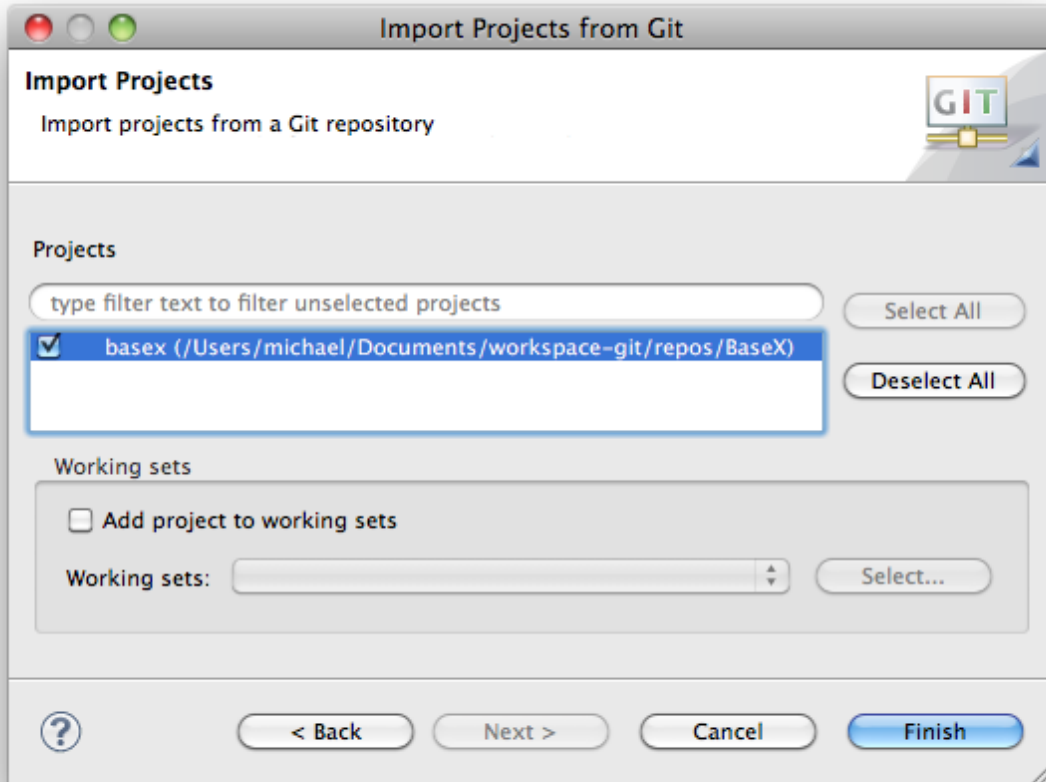 Import Projects from Git
Import Projects
Import projects from a Git repository
GIT
Projects
type filter text to filter unselected projects
Select All
basex (/Users/michael/Documents/workspace-git/repos/BaseX)
Deselect All
Working sets
Add project to working sets
Working sets:
Select...
?
< Back
Next >
Cancel
Finish